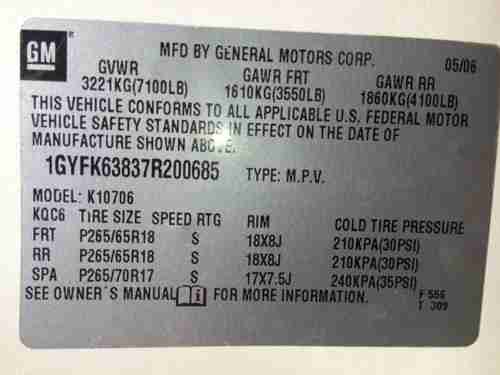 GM ®
MFD BY GENERAL MOTORS CORP.
05/06
GVWR GAWR FRT GAWR RR
3221KG(7100LB) 1610KG(3550LB) 1860KG(4100LB)
THIS VEHICLE CONFORMS TO ALL APPLICABLE U.S. FEDERAL MOTOR
VEHICLE SAFETY STANDARDS IN EFFECT ON THE DATE OF
MANUFACTURE SHOWN ABOVE.
1GYFK63837R200685 TYPE: M.P.V.
MODEL: K10706
KQC6 TIRE SIZE SPEED RTG RIM COLD TIRE PRESSURE
FRT P265/65R18 S 18X8J 210KPA(30PSI)
RR P265/65R18 S 18X8J 210KPA(30PSI)
SPA P265/70R17 S 17X7.5J 240KPA(35PSI)
SEE OWNER'S MANUAL i FOR MORE INFORMATION.
F 556
T 309